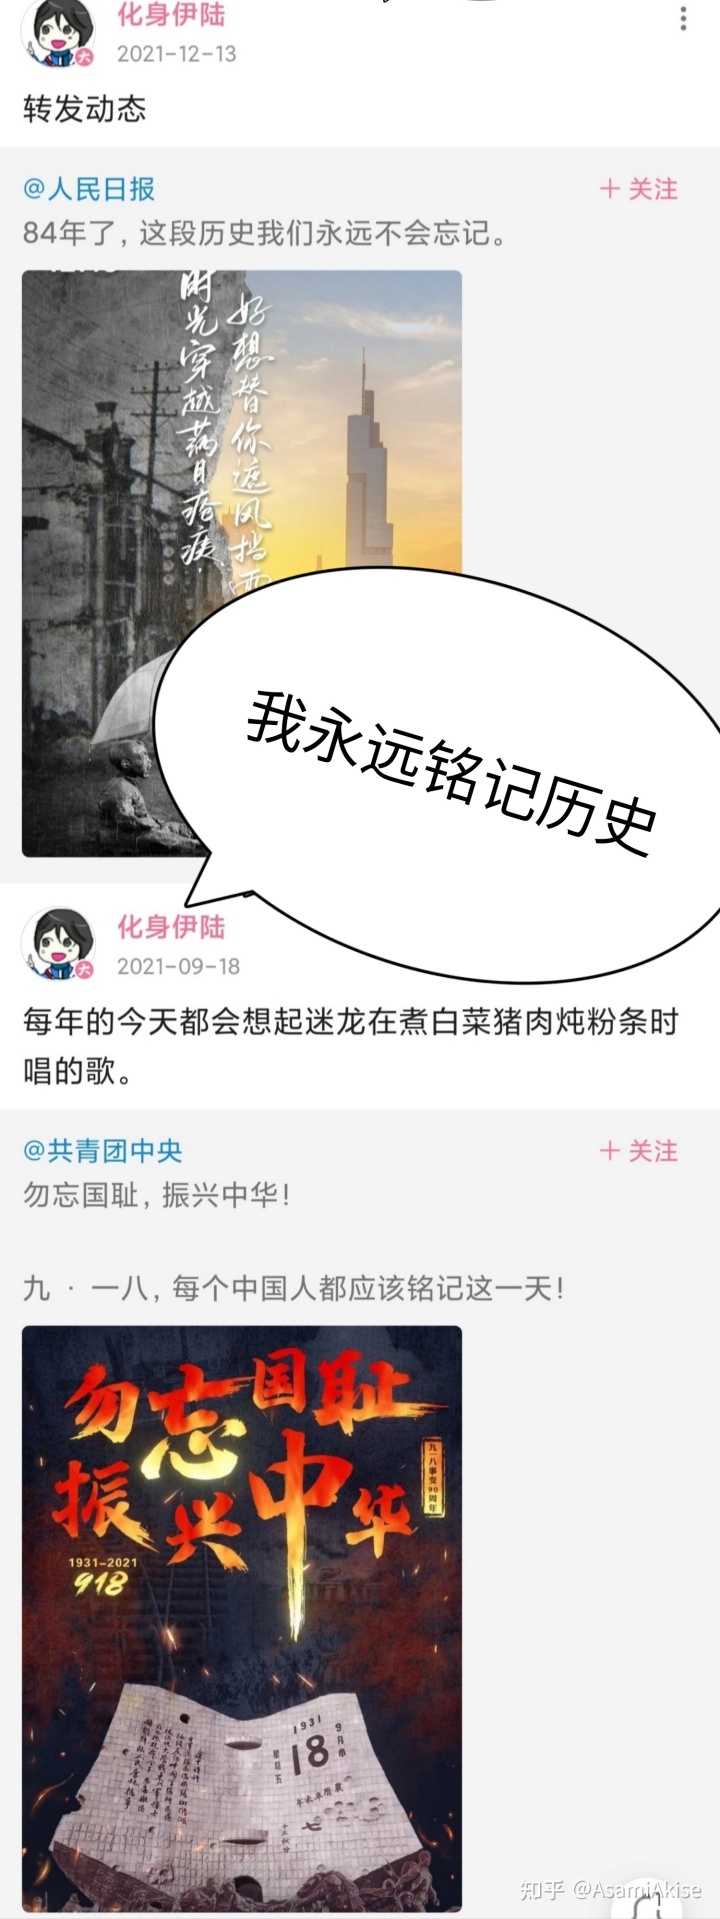 化身伊陆
2021-12-13
转发动态
@人民日报
+ 关注
84年了，这段历史我们永远不会忘记。
好想替你遮风挡雨
时光穿越满目疮痍
我永远铭记历史
化身伊陆
2021-09-18
每年的今天都会想起迷龙在煮白菜猪肉炖粉条时
唱的歌。
@共青团中央
+ 关注
勿忘国耻，振兴中华！
九 · 一八，每个中国人都应该铭记这一天！
勿忘国耻
振兴中华
九一八事变90周年
1931-2021
918
1931
9月小
18
星期五
知乎 @AsamiAkise